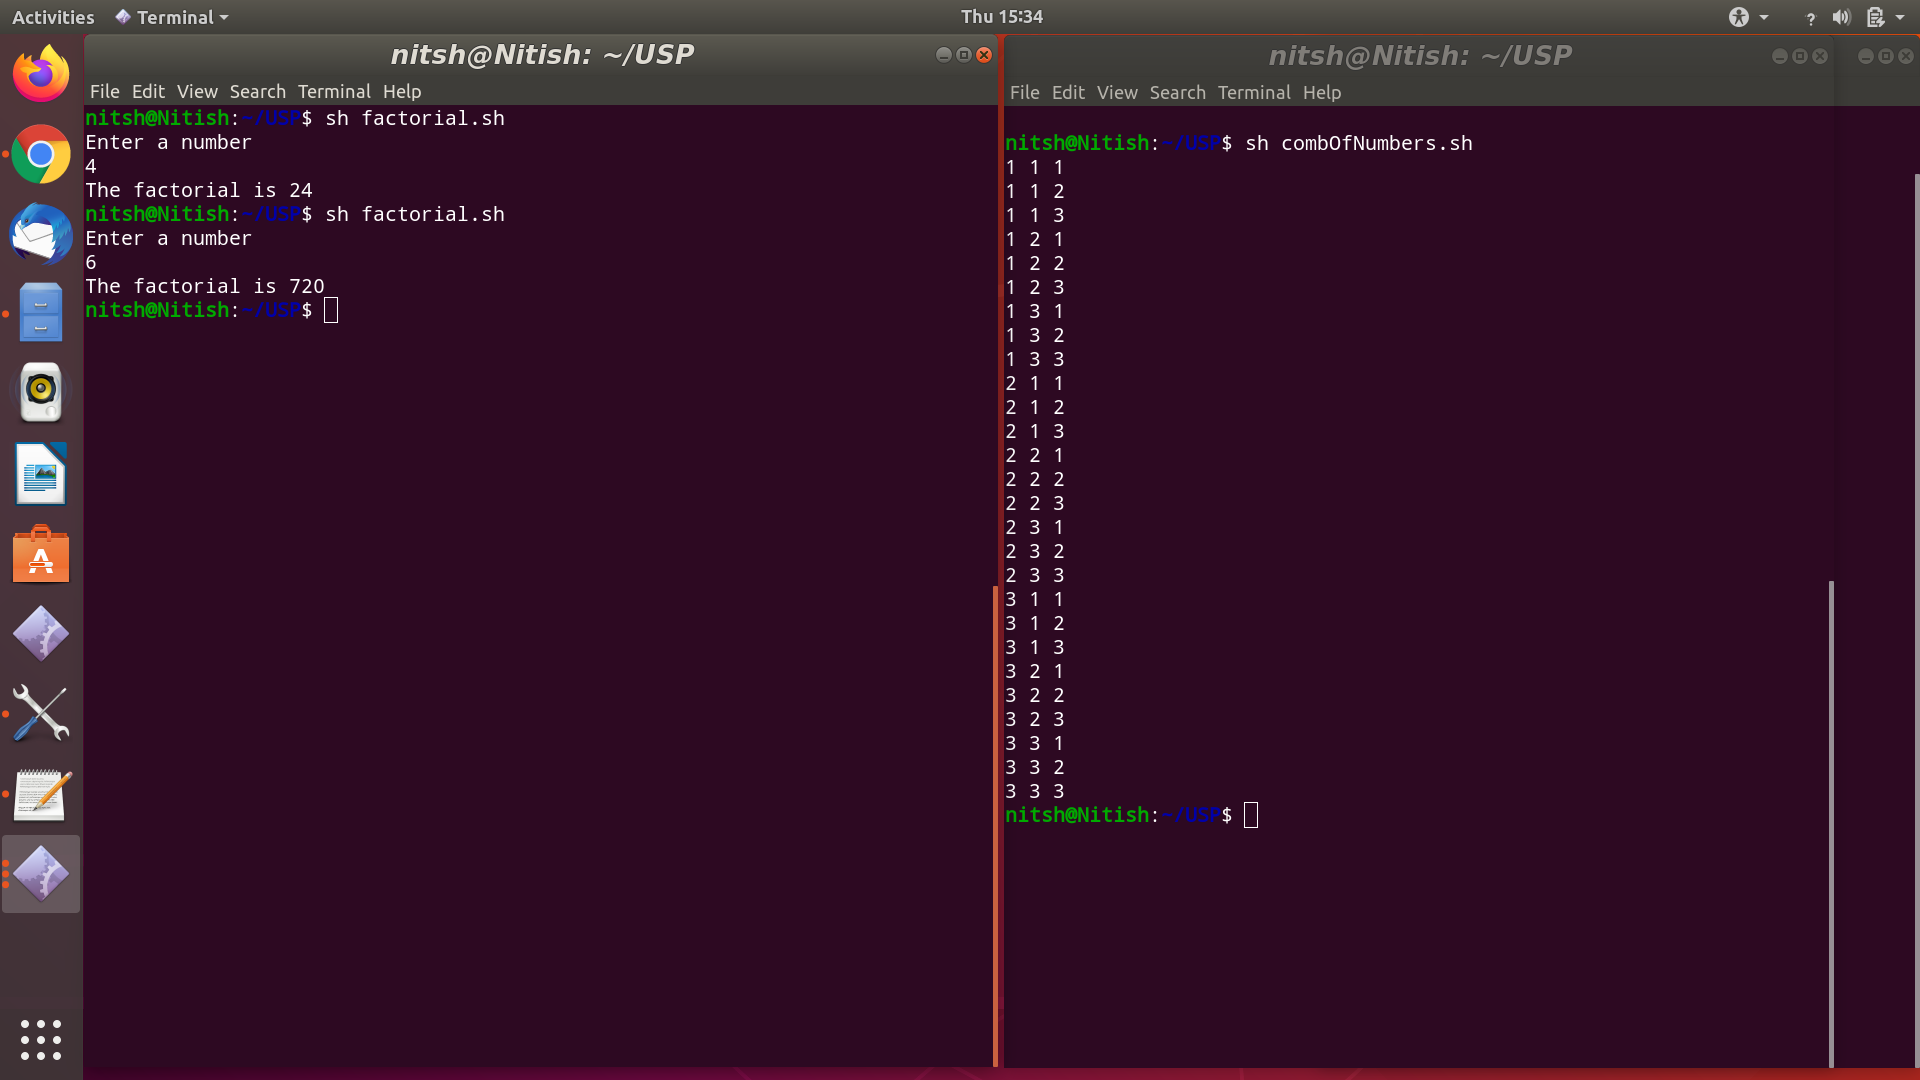 Activities Terminal Thu 15:34 ?
nitsh@Nitish: ~/USP
File Edit View Search Terminal Help
nitsh@Nitish:~/USP$ sh factorial.sh
Enter a number
4
The factorial is 24
nitsh@Nitish:~/USP$ sh factorial.sh
Enter a number
6
The factorial is 720
nitsh@Nitish:~/USP$
nitsh@Nitish: ~/USP
File Edit View Search Terminal Help
nitsh@Nitish:~/USP$ sh combOfNumbers.sh
1 1 1
1 1 2
1 1 3
1 2 1
1 2 2
1 2 3
1 3 1
1 3 2
1 3 3
2 1 1
2 1 2
2 1 3
2 2 1
2 2 2
2 2 3
2 3 1
2 3 2
2 3 3
3 1 1
3 1 2
3 1 3
3 2 1
3 2 2
3 2 3
3 3 1
3 3 2
3 3 3
nitsh@Nitish:~/USP$